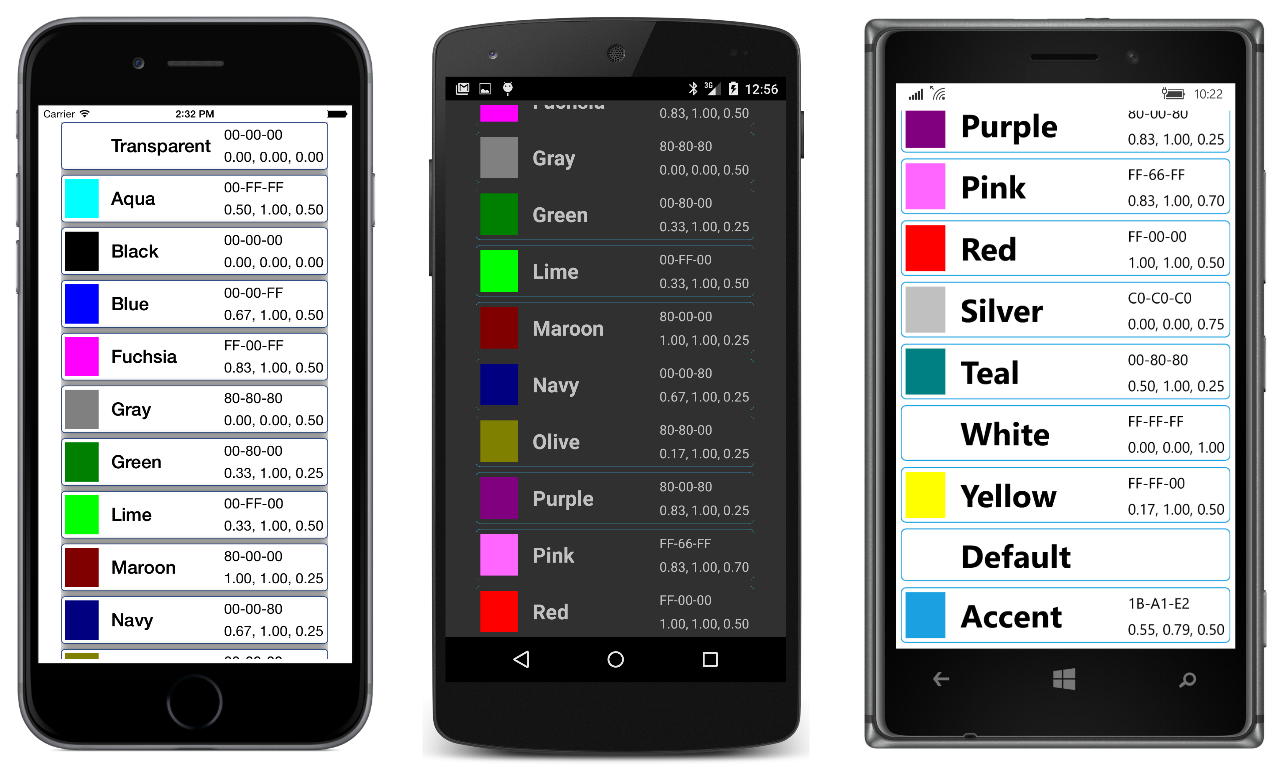 Carrier 2:32 PM
Transparent
00-00-00
0.00, 0.00, 0.00
Aqua
00-FF-FF
0.50, 1.00, 0.50
Black
00-00-00
0.00, 0.00, 0.00
Blue
00-00-FF
0.67, 1.00, 0.50
Fuchsia
FF-00-FF
0.83, 1.00, 0.50
Gray
80-80-80
0.00, 0.00, 0.50
Green
00-80-00
0.33, 1.00, 0.25
Lime
00-FF-00
0.33, 1.00, 0.50
Maroon
80-00-00
1.00, 1.00, 0.25
Navy
00-00-80
0.67, 1.00, 0.25
3G 12:56
Fuchsia
0.83, 1.00, 0.50
Gray
80-80-80
0.00, 0.00, 0.50
Green
00-80-00
0.33, 1.00, 0.25
Lime
00-FF-00
0.33, 1.00, 0.50
Maroon
80-00-00
1.00, 1.00, 0.25
Navy
00-00-80
0.67, 1.00, 0.25
Olive
80-80-00
0.17, 1.00, 0.25
Purple
80-00-80
0.83, 1.00, 0.25
Pink
FF-66-FF
0.83, 1.00, 0.70
Red
FF-00-00
1.00, 1.00, 0.50
10:22
Purple
80-00-80
0.83, 1.00, 0.25
Pink
FF-66-FF
0.83, 1.00, 0.70
Red
FF-00-00
1.00, 1.00, 0.50
Silver
C0-C0-C0
0.00, 0.00, 0.75
Teal
00-80-80
0.50, 1.00, 0.25
White
FF-FF-FF
0.00, 0.00, 1.00
Yellow
FF-FF-00
0.17, 1.00, 0.50
Default
Accent
1B-A1-E2
0.55, 0.79, 0.50